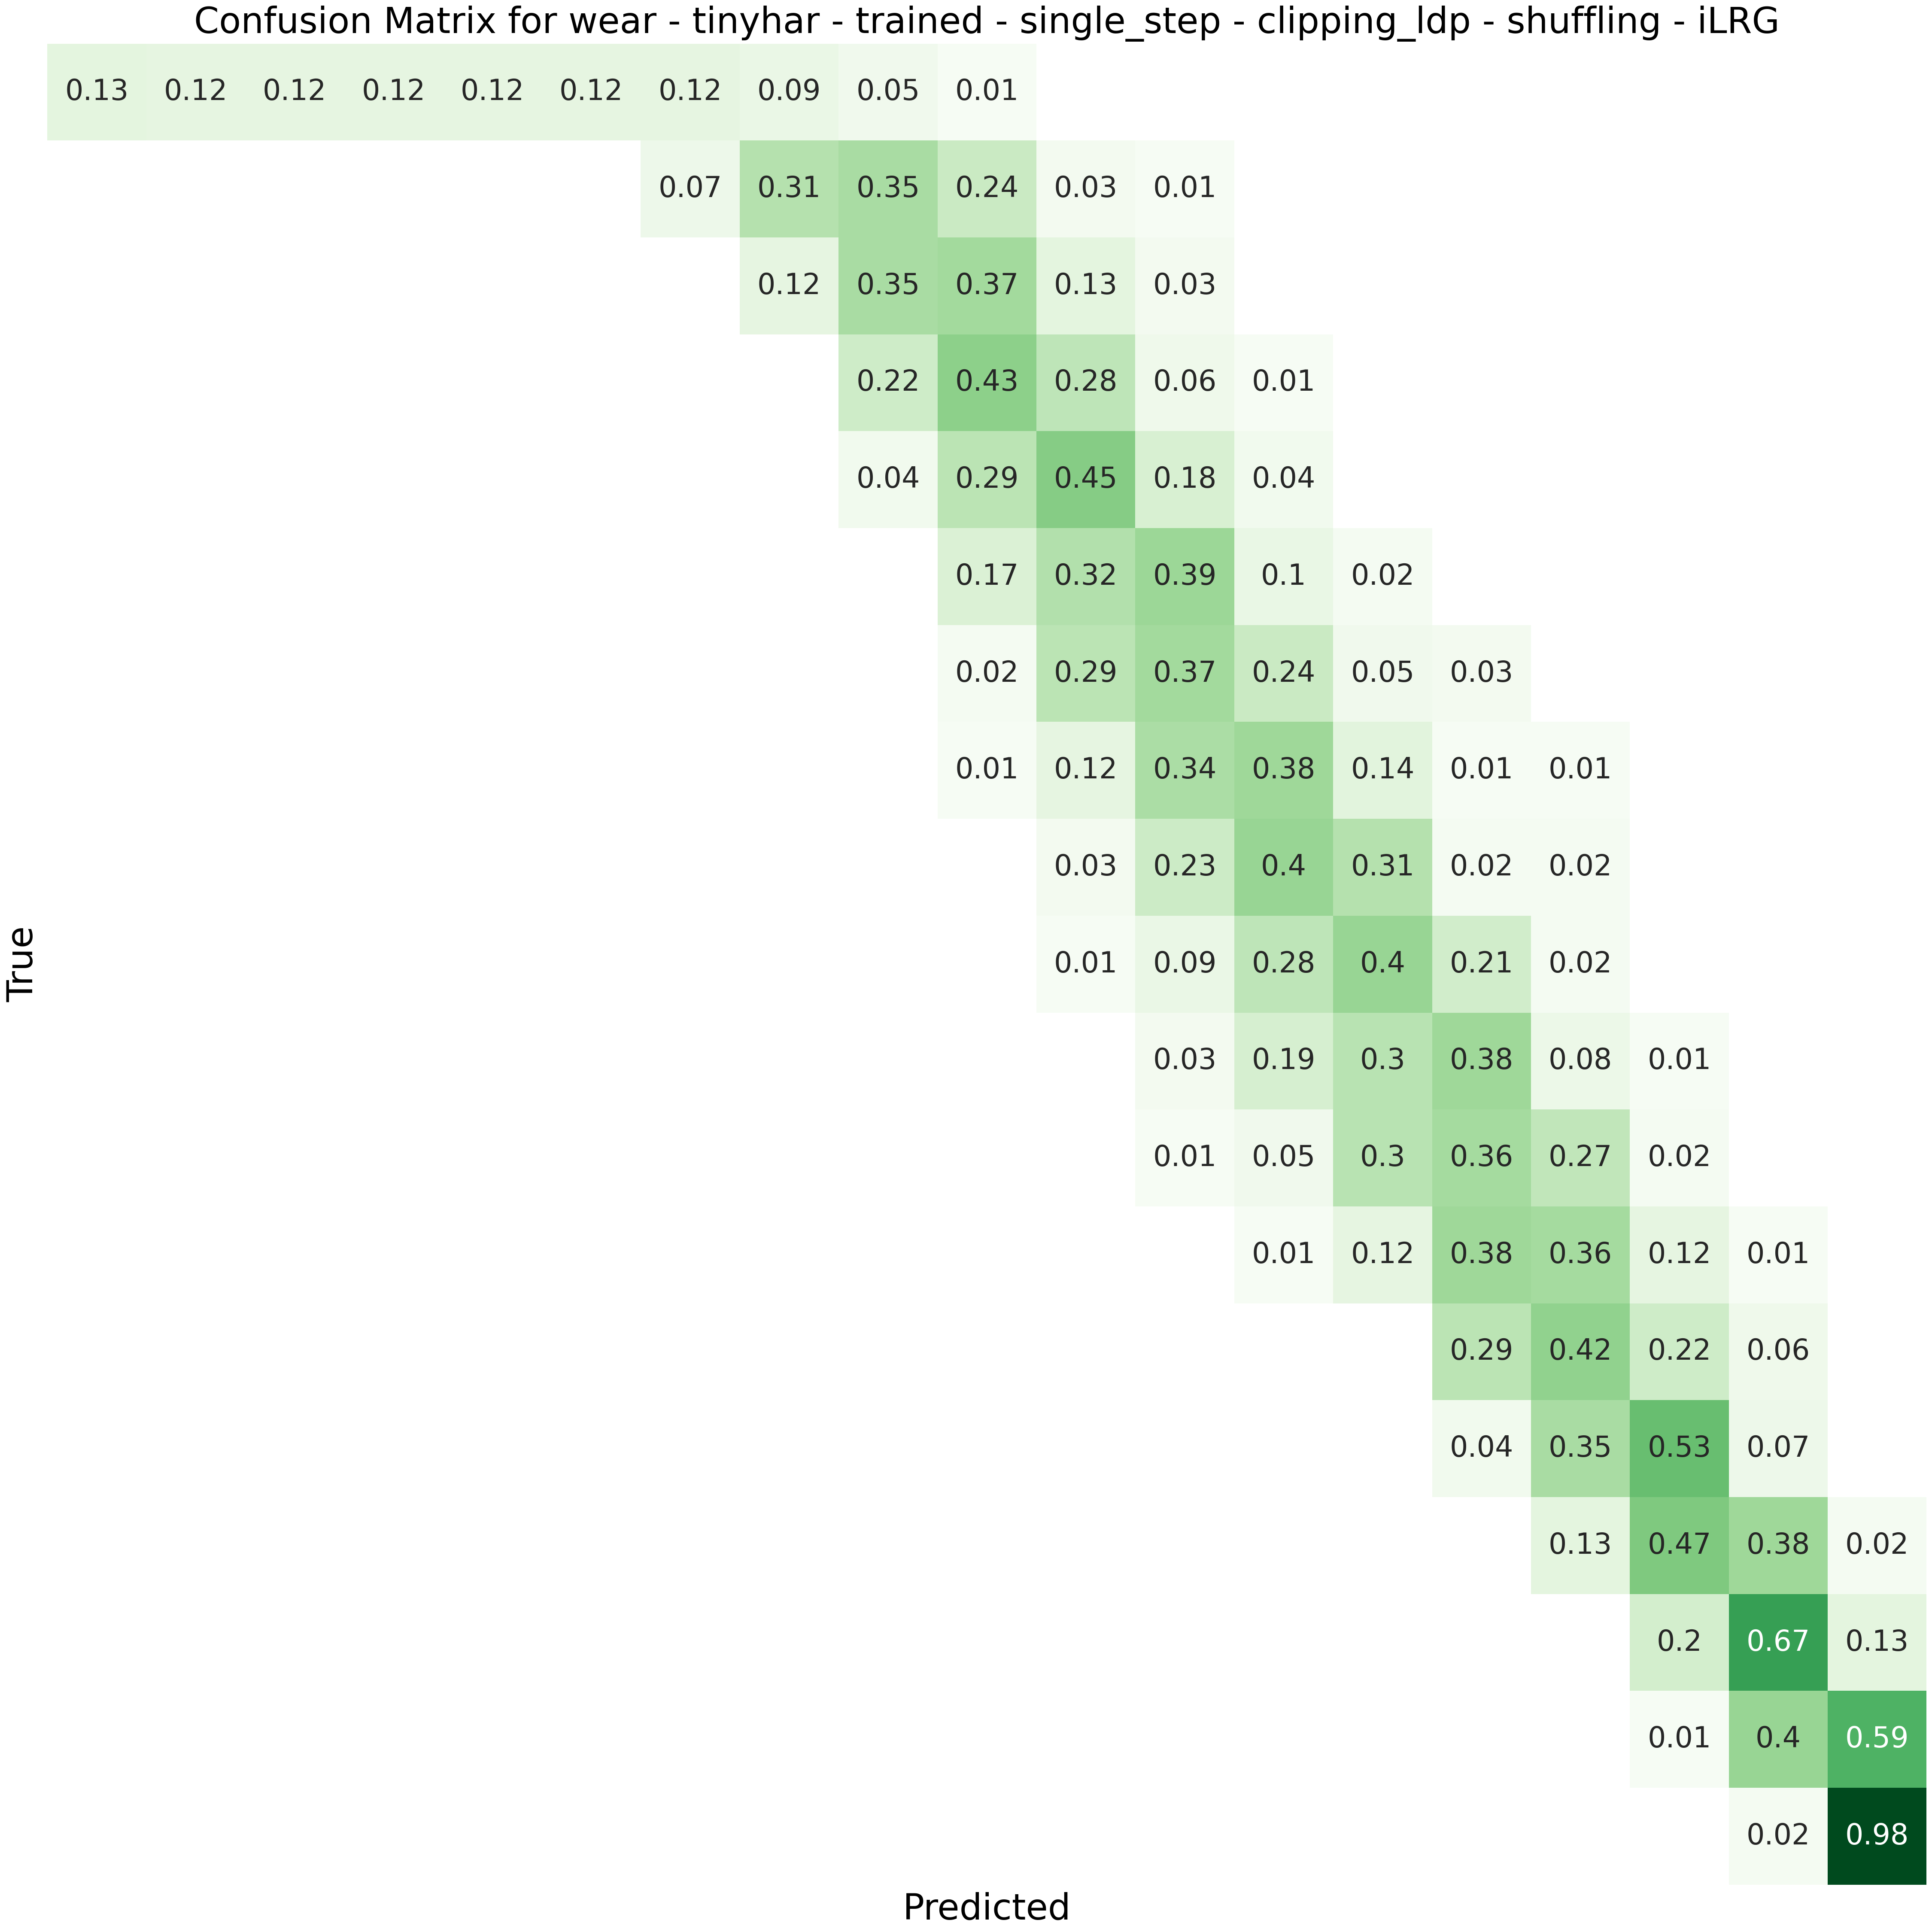 Confusion Matrix for wear - tinyhar - trained - single_step - clipping_ldp - shuffling - iLRG
0.13 0.12 0.12 0.12 0.12 0.12 0.12 0.09 0.05 0.01
0.07 0.31 0.35 0.24 0.03 0.01
0.12 0.35 0.37 0.13 0.03
0.22 0.43 0.28 0.06 0.01
0.04 0.29 0.45 0.18 0.04
0.17 0.32 0.39 0.1 0.02
0.02 0.29 0.37 0.24 0.05 0.03
0.01 0.12 0.34 0.38 0.14 0.01 0.01
0.03 0.23 0.4 0.31 0.02 0.02
True
0.01 0.09 0.28 0.4 0.21 0.02
0.03 0.19 0.3 0.38 0.08 0.01
0.01 0.05 0.3 0.36 0.27 0.02
0.01 0.12 0.38 0.36 0.12 0.01
0.29 0.42 0.22 0.06
0.04 0.35 0.53 0.07
0.13 0.47 0.38 0.02
0.2 0.67 0.13
0.01 0.4 0.59
0.02 0.98
Predicted